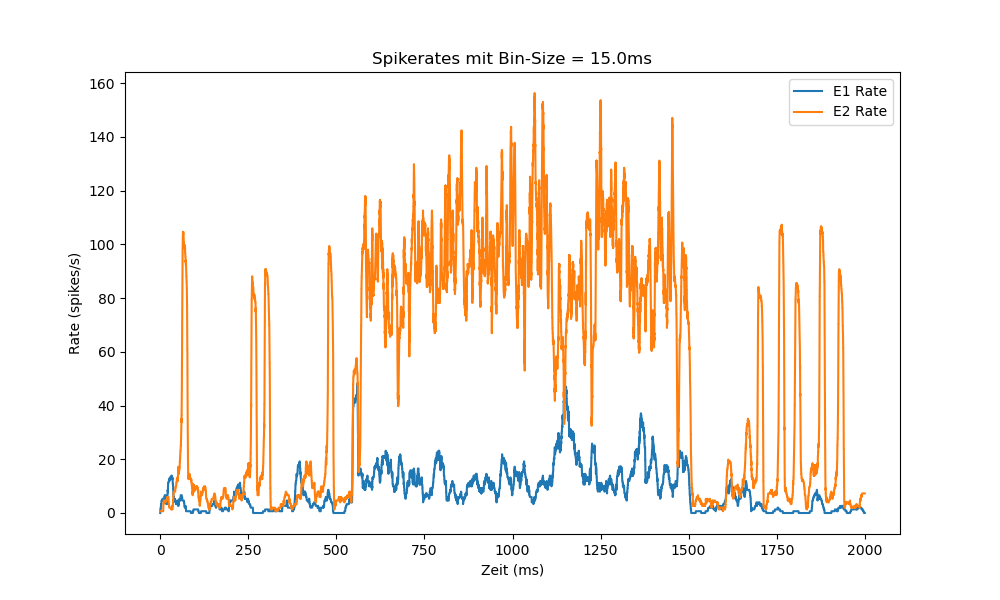 Spikerates mit Bin-Size = 15.0ms
E1 Rate
E2 Rate
Rate (spikes/s)
160
140
120
100
80
60
40
20
0
0 250 500 750 1000 1250 1500 1750 2000
Zeit (ms)